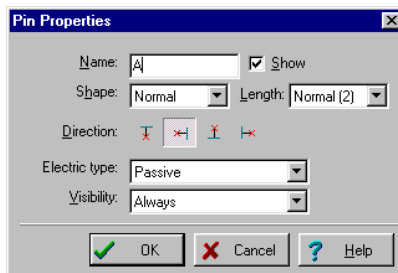 Pin Properties
Name: A Show
Shape: Normal Length: Normal (2)
Direction:
Electric type: Passive
Visibility: Always
OK Cancel ? Help